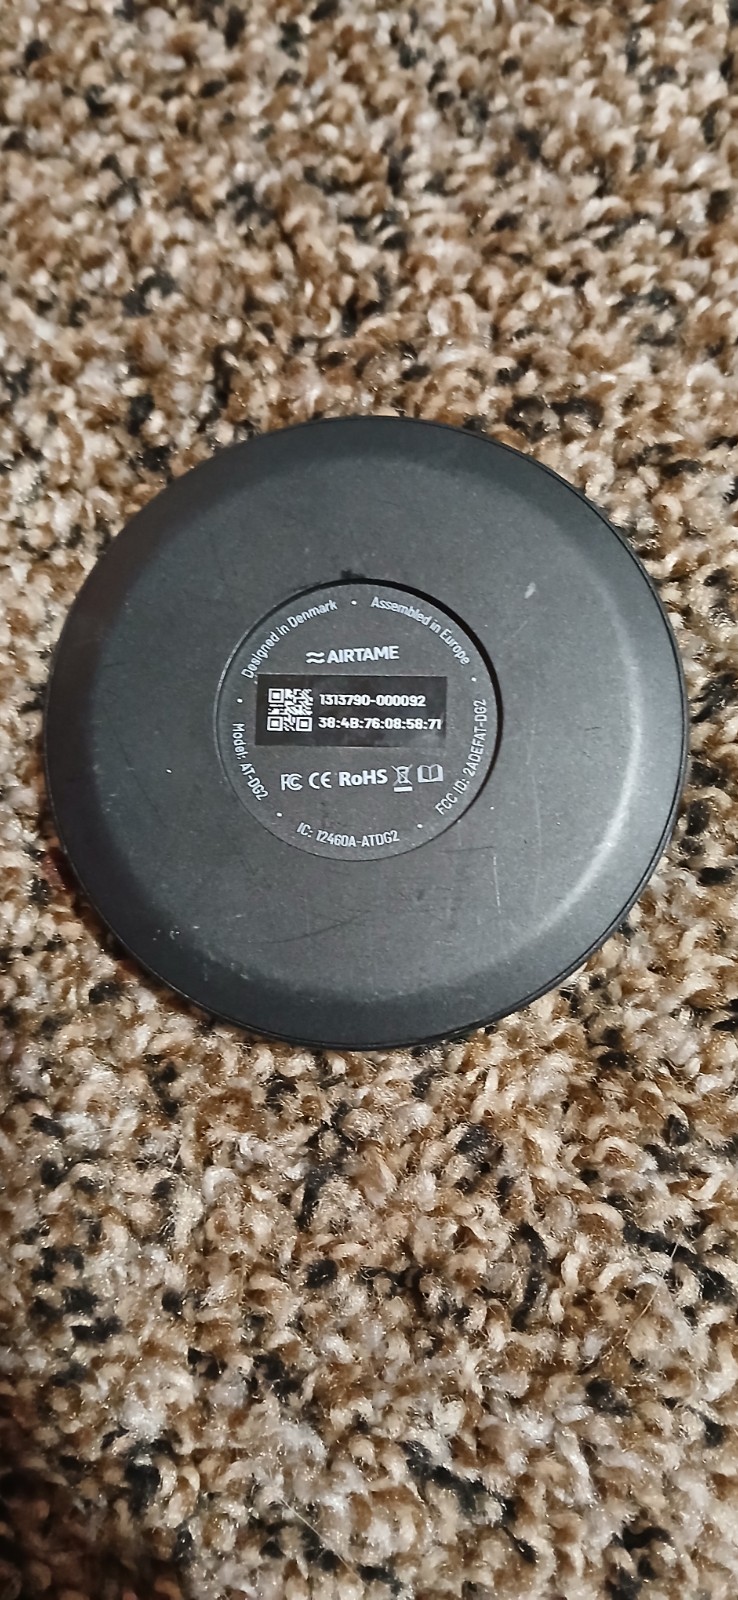 Designed in Denmark • Assembled in Europe •
AIRTAME
1313790-000092
38:4B:76:08:58:71
FC CE RoHS
Model: AT-DG2 •
IC: 12460A-ATDG2 •
FCC ID: 2ADEFAT-DG2